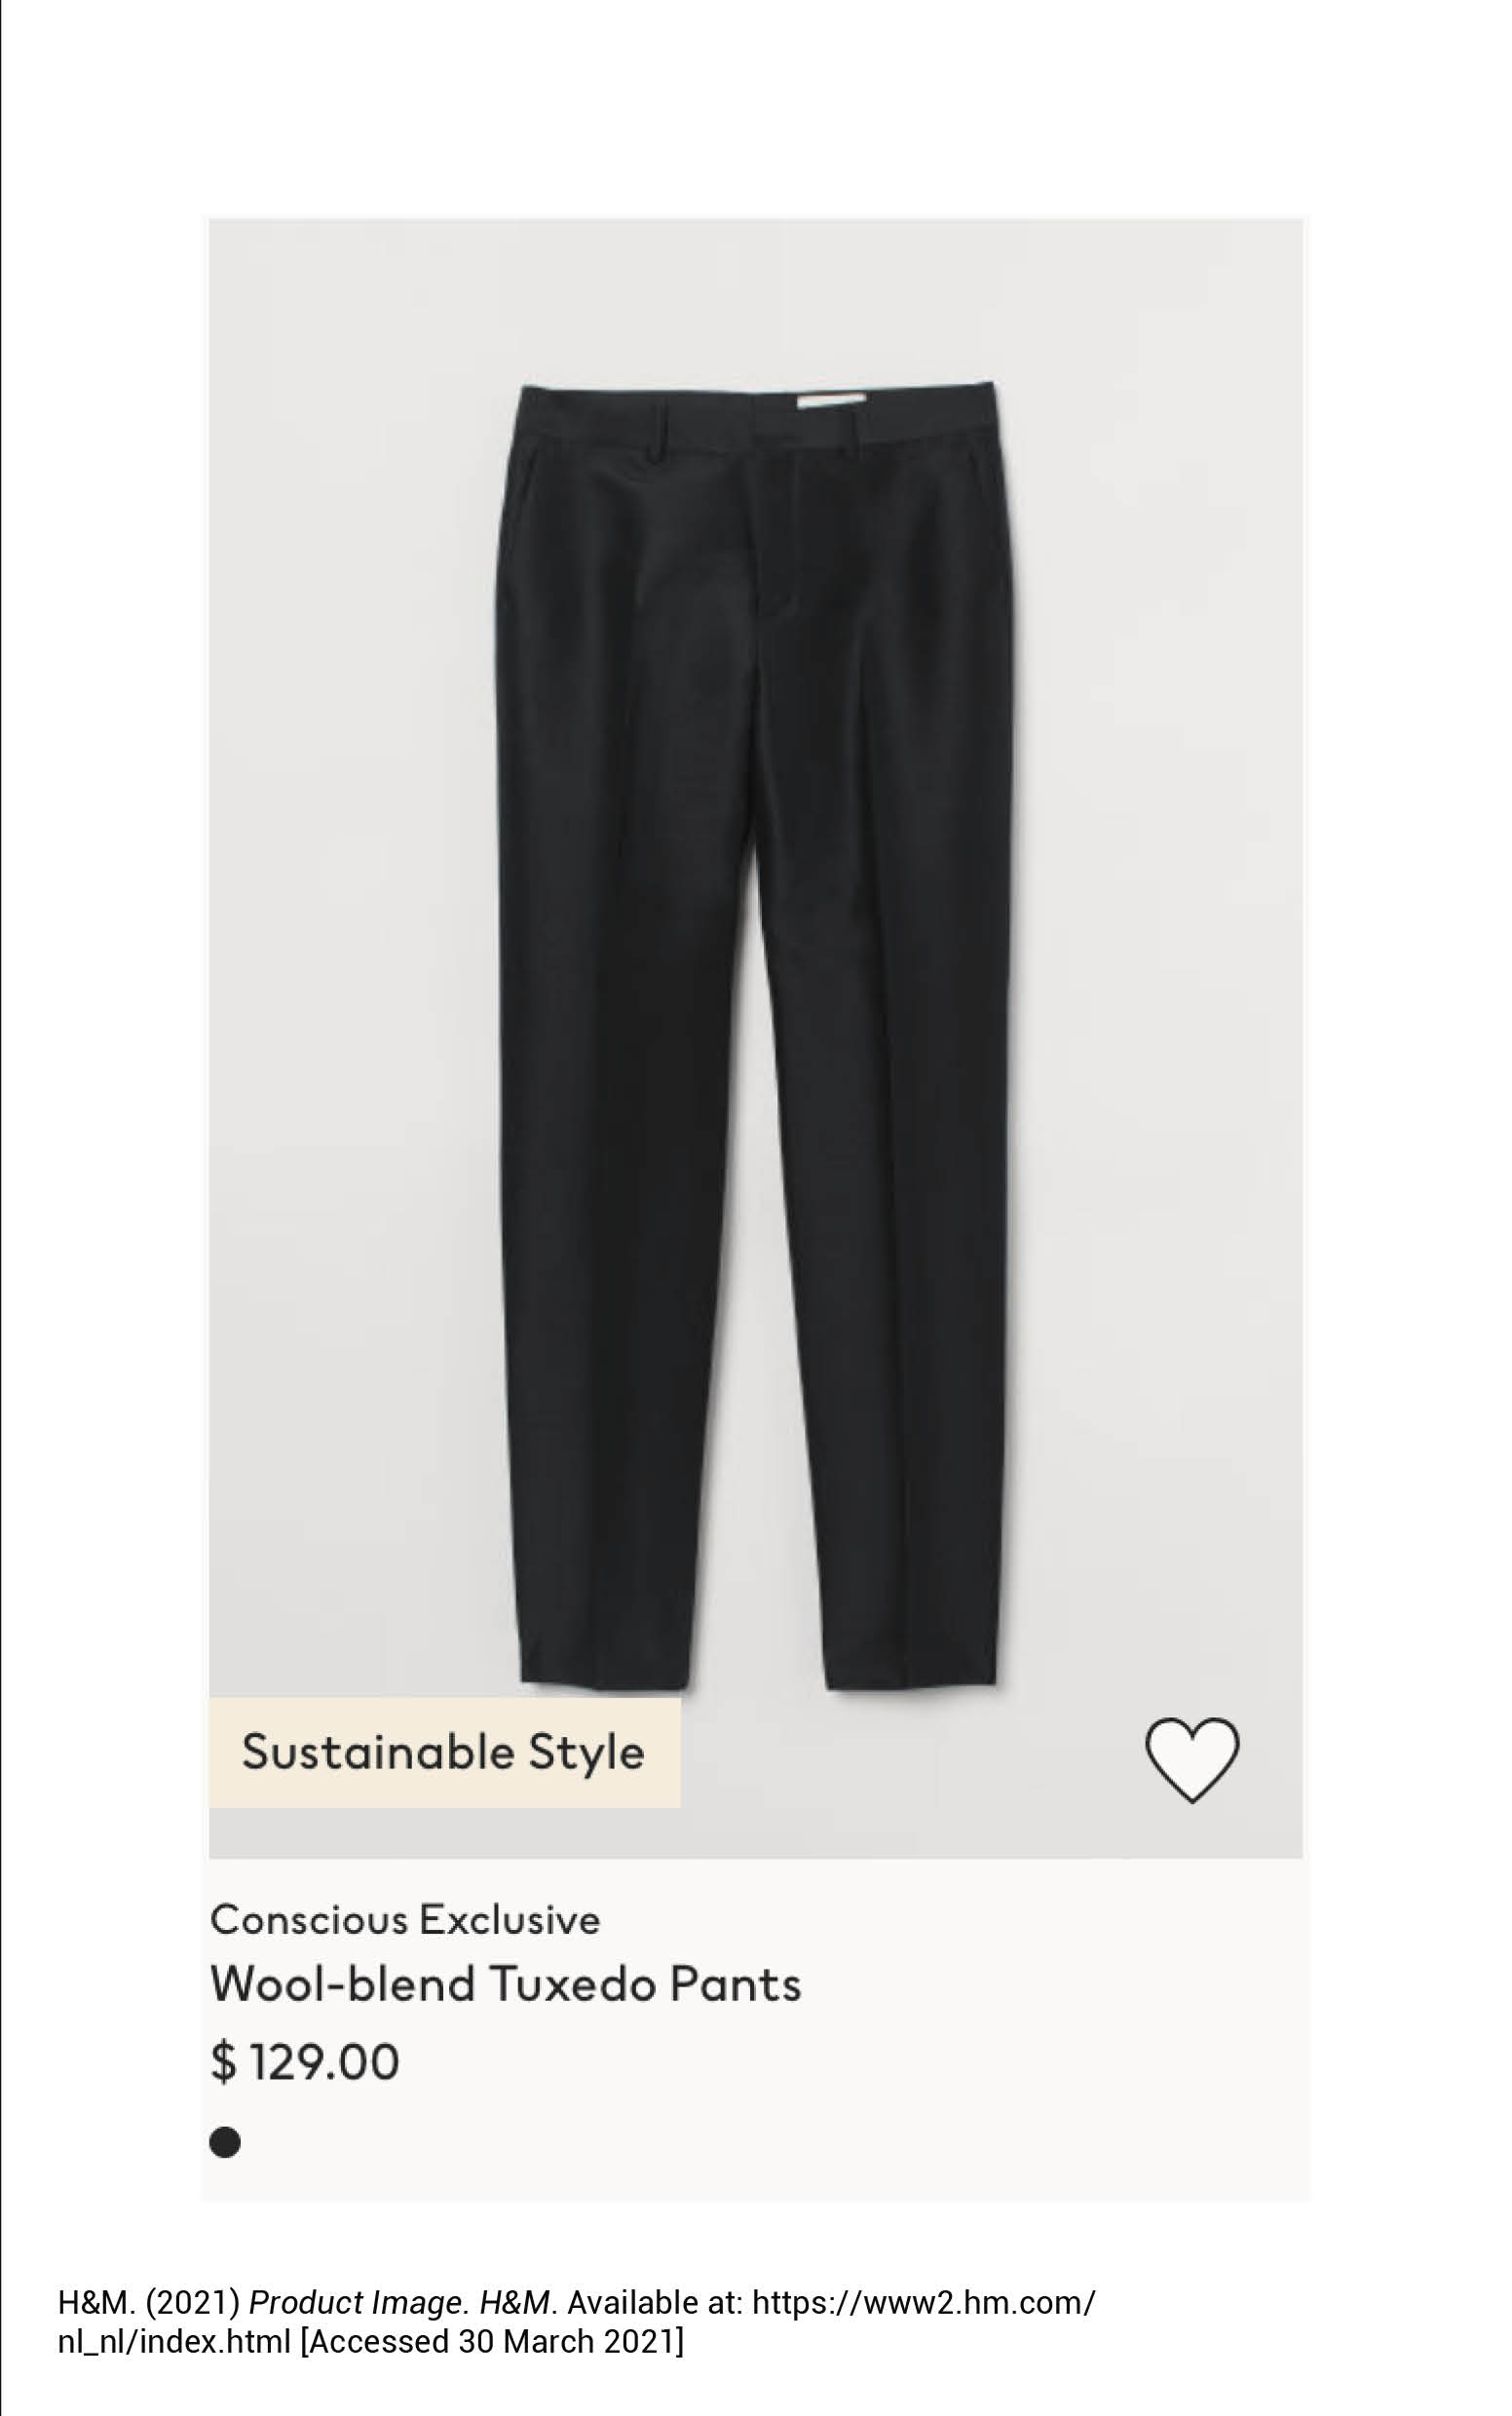 Sustainable Style
Conscious Exclusive
Wool-blend Tuxedo Pants
$ 129.00
H&M. (2021) Product Image. H&M. Available at: https://www2.hm.com/
nl_nl/index.html [Accessed 30 March 2021]